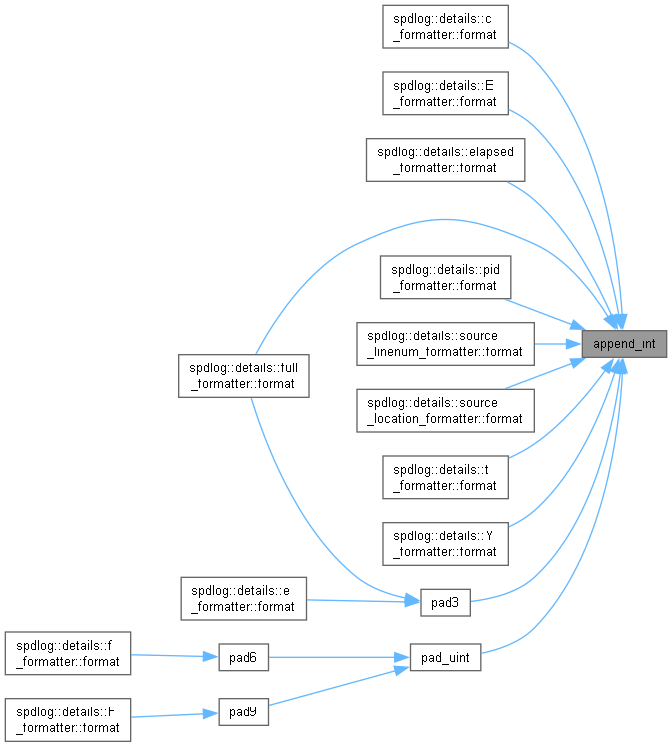 spdlog::details::c
_formatter::format
spdlog::details::E
_formatter::format
spdlog::details::elapsed
_formatter::format
spdlog::details::pid
_formatter::format
append_int
spdlog::details::source
_linenum_formatter::format
spdlog::details::full
_formatter::format
spdlog::details::source
_location_formatter::format
spdlog::details::t
_formatter::format
spdlog::details::Y
_formatter::format
spdlog::details::e
_formatter::format
pad3
spdlog::details::f
_formatter::format
pad6
pad_uint
spdlog::details::F
_formatter::format
pad9